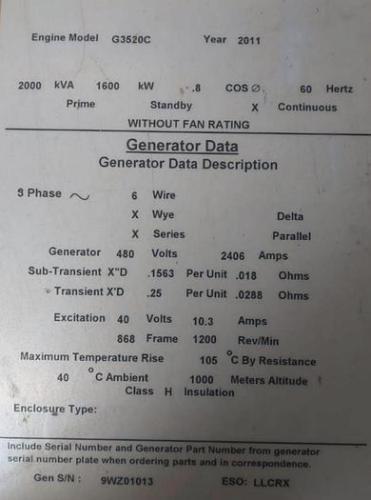 Engine Model G3520C Year 2011
2000 kVA 1600 kW .8 COS Ø 60 Hertz
Prime Standby X Continuous
WITHOUT FAN RATING
Generator Data
Generator Data Description
3 Phase ~ 6 Wire
X Wye Delta
X Series Parallel
Generator 480 Volts 2406 Amps
Sub-Transient X"D .1563 Per Unit .018 Ohms
Transient X'D .25 Per Unit .0288 Ohms
Excitation 40 Volts 10.3 Amps
868 Frame 1200 Rev/Min
Maximum Temperature Rise 105 °C By Resistance
40 °C Ambient 1000 Meters Altitude
Class H Insulation
Enclosure Type:
Include Serial Number and Generator Part Number from generator
serial number plate when ordering parts and in correspondence.
Gen S/N : 9WZ01013 ESO: LLCRX